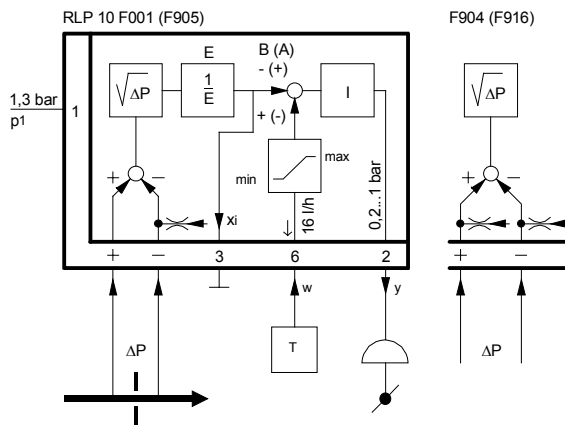 RLP 10 F001 (F905)
F904 (F916)
E
B (A)
- (+)
√ΔP
1/E
I
√ΔP
1,3 bar
p1
1
+ (-)
min
max
+ −
+ −
xi
16 l/h
0,2...1 bar
+ − 3 6 2
+ −
w
y
ΔP
T
ΔP